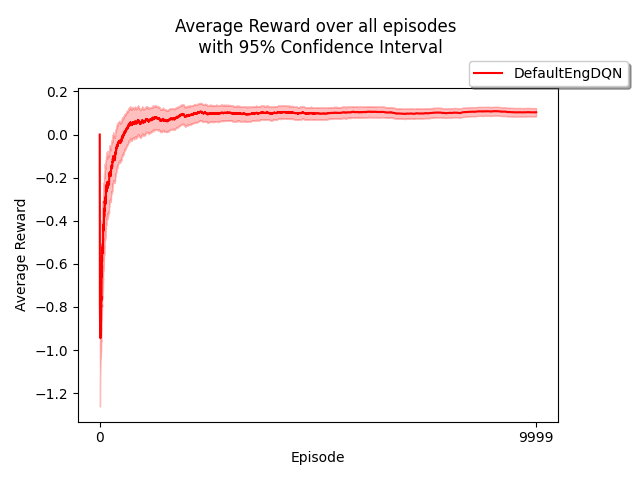 Average Reward over all episodes
with 95% Confidence Interval
DefaultEngDQN
0.2
0.0
−0.2
−0.4
−0.6
−0.8
−1.0
−1.2
Average Reward
0
9999
Episode